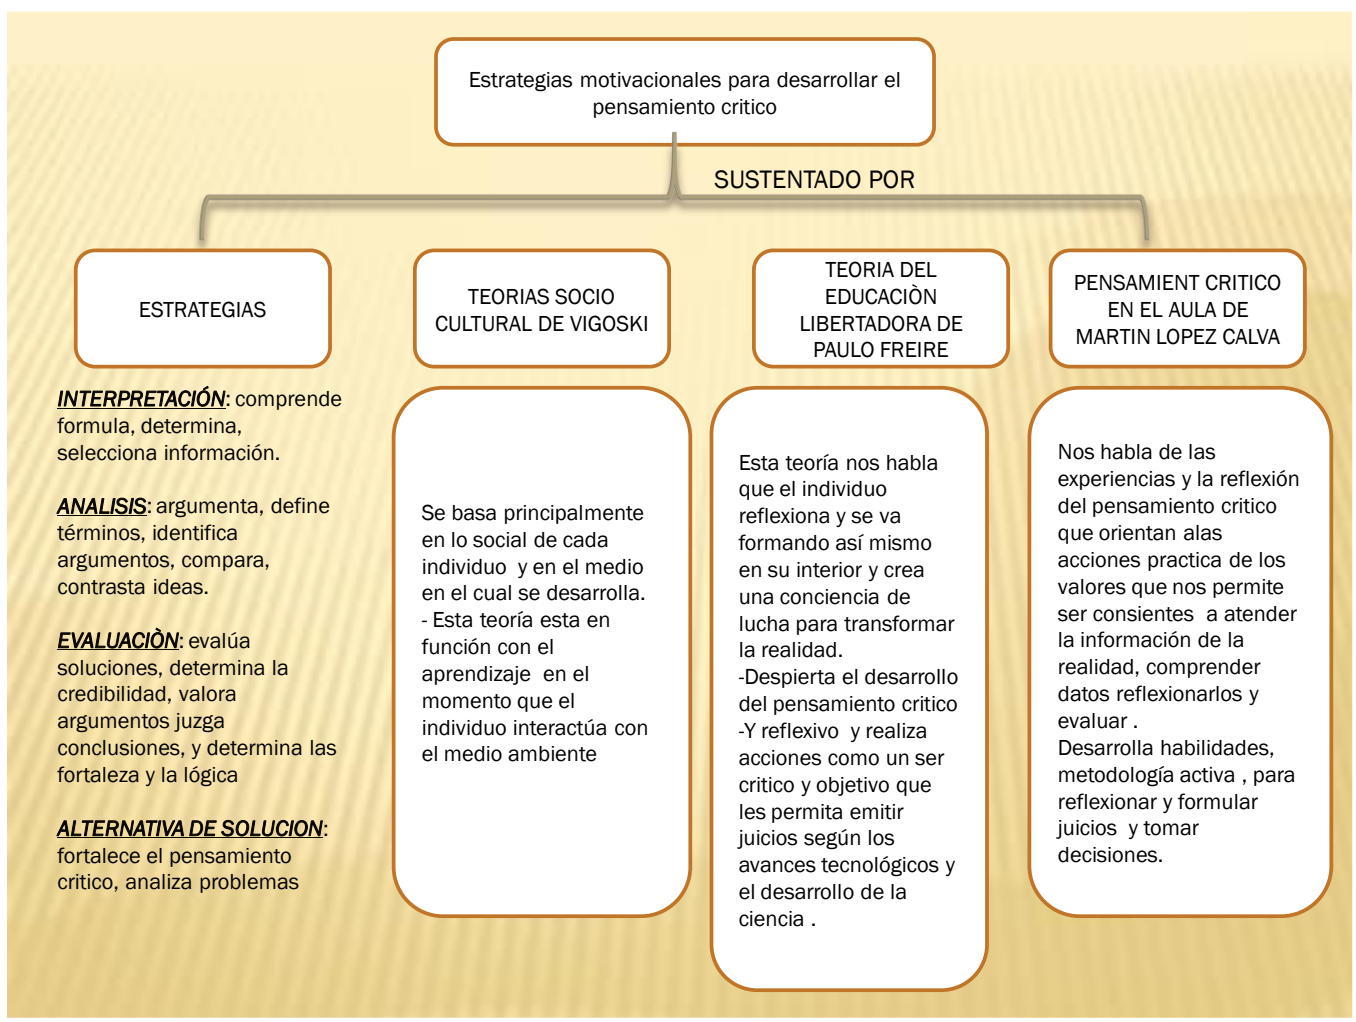 Estrategias motivacionales para desarrollar el
pensamiento critico
SUSTENTADO POR
ESTRATEGIAS
TEORIAS SOCIO
CULTURAL DE VIGOSKI
TEORIA DEL
EDUCACIÒN
LIBERTADORA DE
PAULO FREIRE
PENSAMIENT CRITICO
EN EL AULA DE
MARTIN LOPEZ CALVA
INTERPRETACIÓN: comprende
formula, determina,
selecciona información.
ANALISIS: argumenta, define
términos, identifica
argumentos, compara,
contrasta ideas.
EVALUACIÒN: evalúa
soluciones, determina la
credibilidad, valora
argumentos juzga
conclusiones, y determina las
fortaleza y la lógica
ALTERNATIVA DE SOLUCION:
fortalece el pensamiento
critico, analiza problemas
Se basa principalmente
en lo social de cada
individuo  y en el medio
en el cual se desarrolla.
- Esta teoría esta en
función con el
aprendizaje  en el
momento que el
individuo interactúa con
el medio ambiente
Esta teoría nos habla
que el individuo
reflexiona y se va
formando así mismo
en su interior y crea
una conciencia de
lucha para transformar
la realidad.
-Despierta el desarrollo
del pensamiento critico
-Y reflexivo  y realiza
acciones como un ser
critico y objetivo que
les permita emitir
juicios según los
avances tecnológicos y
el desarrollo de la
ciencia .
Nos habla de las
experiencias y la reflexión
del pensamiento critico
que orientan alas
acciones practica de los
valores que nos permite
ser consientes  a atender
la información de la
realidad, comprender
datos reflexionarlos y
evaluar .
Desarrolla habilidades,
metodología activa , para
reflexionar y formular
juicios  y tomar
decisiones.